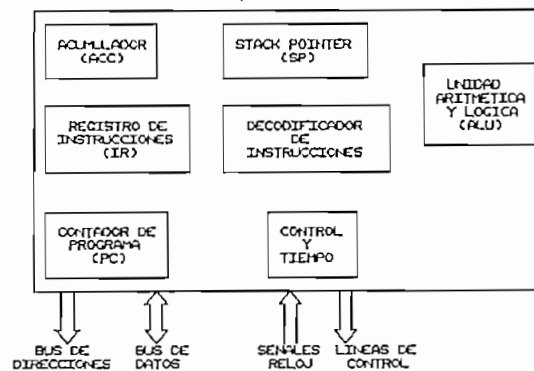 ACUMULADOR
(ACC)
STACK POINTER
(SP)
UNIDAD
ARITMETICA
Y LOGICA
(ALU)
REGISTRO DE
INSTRUCCIONES
(IR)
DECODIFICADOR
DE
INSTRUCCIONES
CONTADOR DE
PROGRAMA
(PC)
CONTROL
Y
TIEMPO
BUS DE
DIRECCIONES
BUS DE
DATOS
SENALES
RELOJ
LINEAS DE
CONTROL